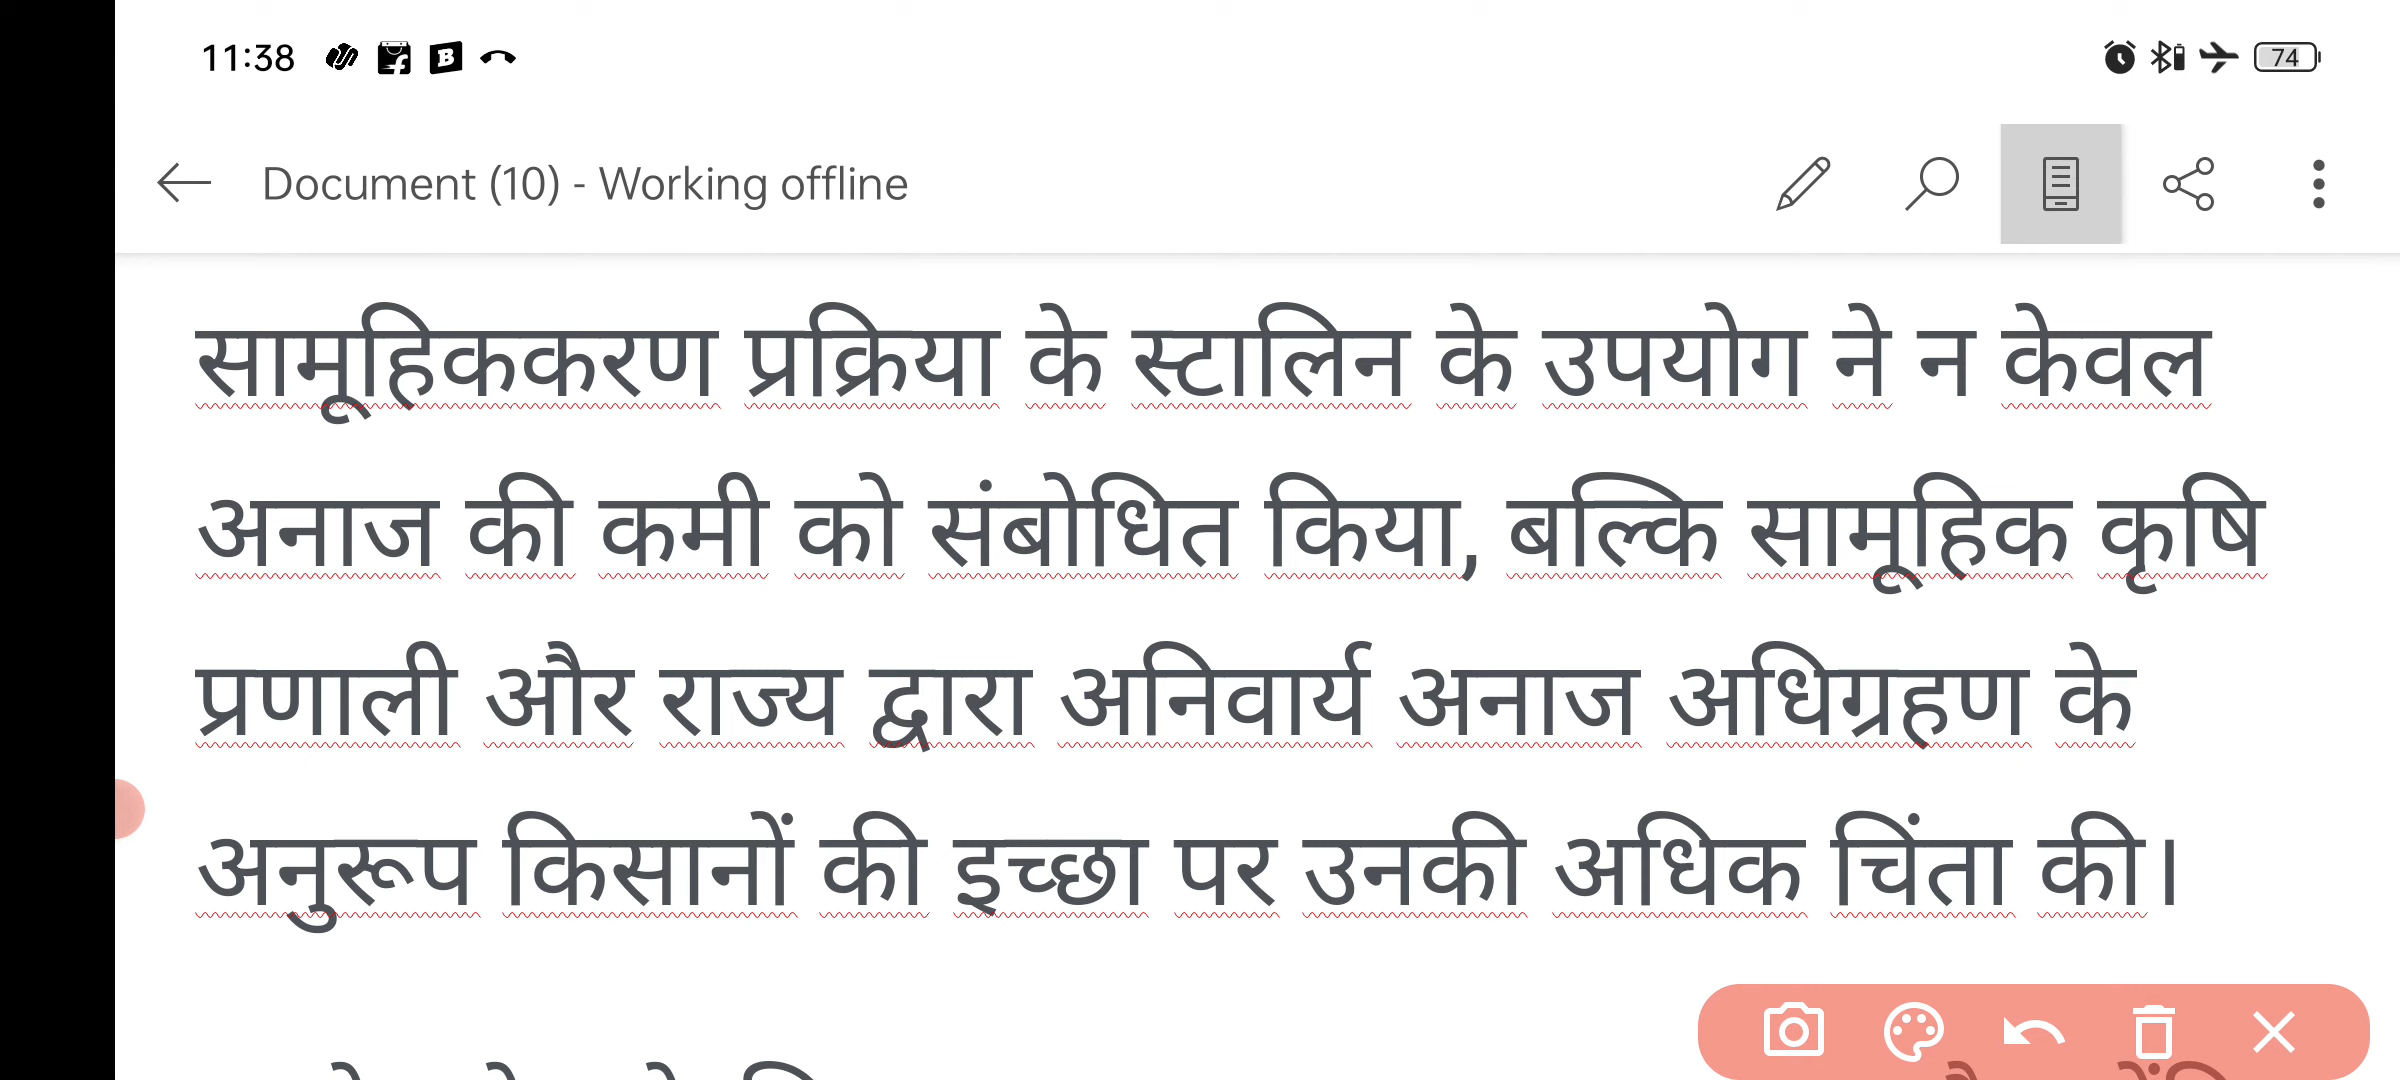 11:38
74
Document (10) - Working offline
सामूहिककरण प्रक्रिया के स्टालिन के उपयोग ने न केवल
अनाज की कमी को संबोधित किया, बल्कि सामूहिक कृषि
प्रणाली और राज्य द्वारा अनिवार्य अनाज अधिग्रहण के
अनुरूप किसानों की इच्छा पर उनकी अधिक चिंता की।